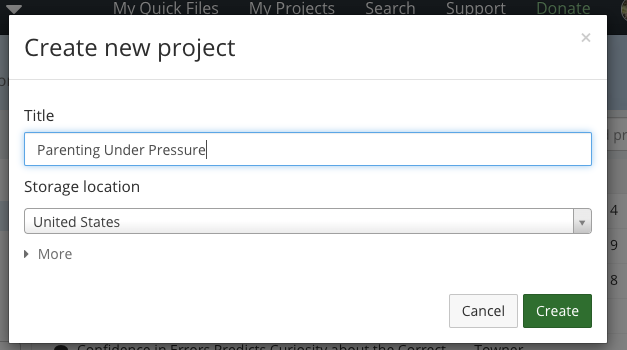 My Quick Files My Projects Search Support Donate
Create new project ×
Title
Parenting Under Pressure
Storage location
United States
4
9
More
8
Cancel Create
Confidence in Errors Predicts Curiosity about the Correct Towner